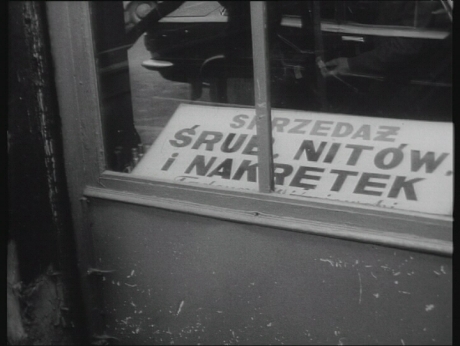 SPRZEDAŻ
ŚRUB, NITÓW,
i NAKRĘTEK